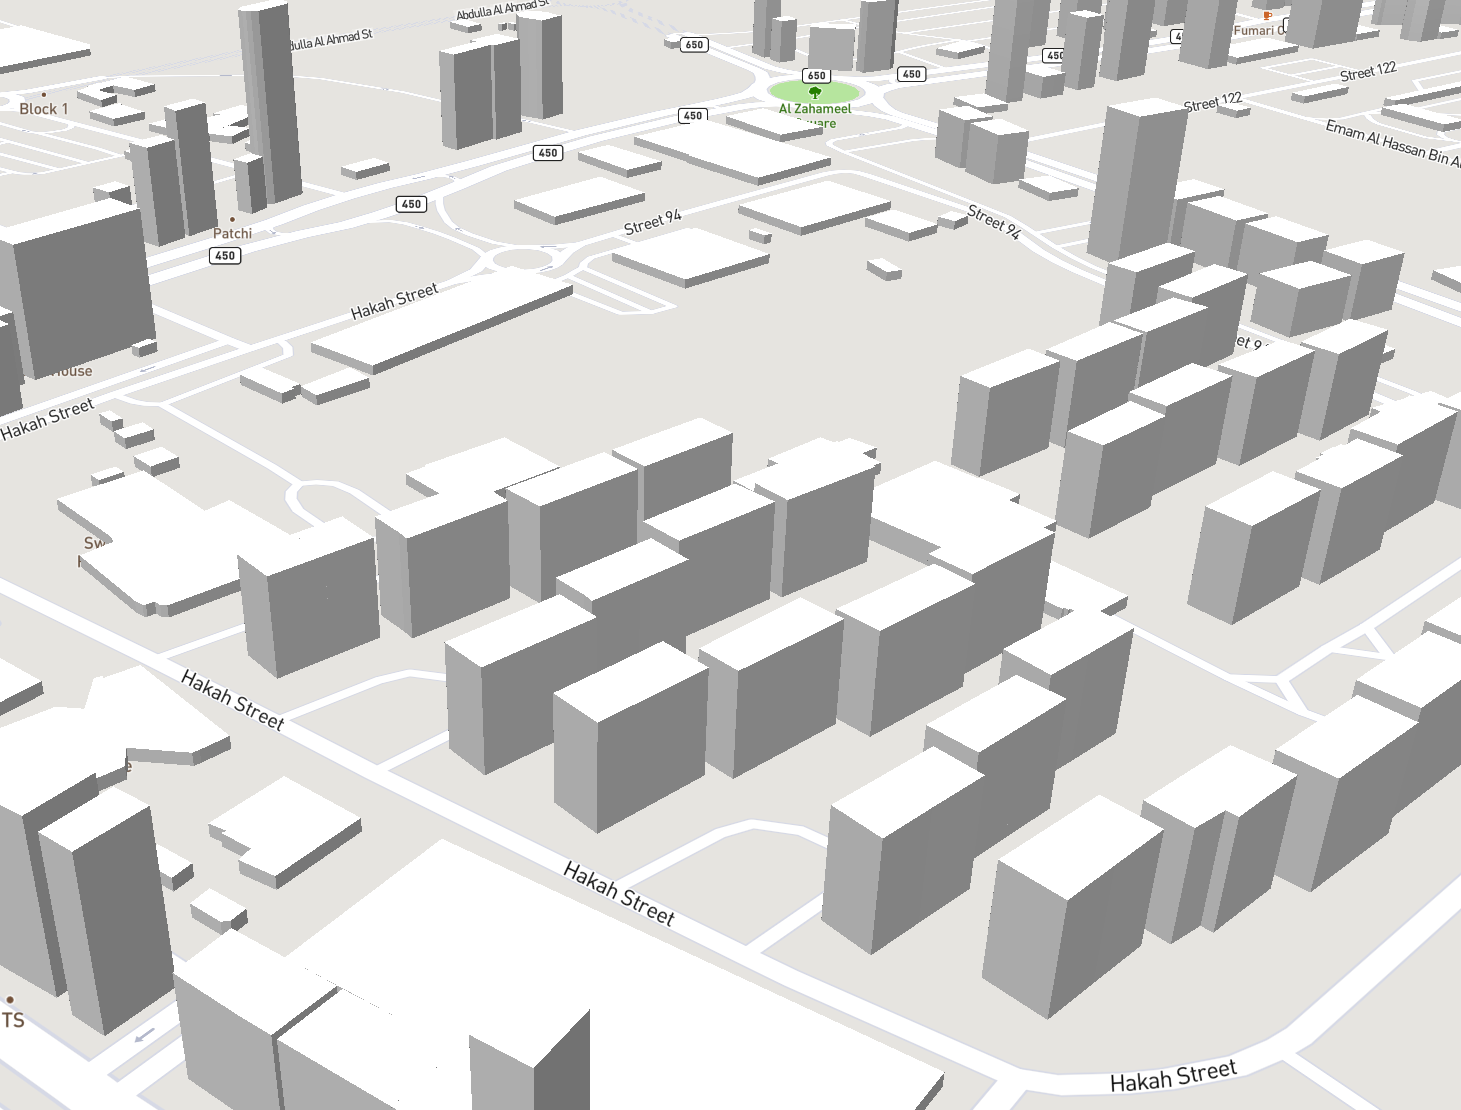 Abdulla Al Ahmad St
dulla Al Ahmad St
650
650
450
450
Fumari
Street 122
Street 122
Block 1
Al Zahameel
450
450
Emam Al Hassan Bin
450
Patchi
450
Street 94
Street 94
Hakah Street
House
Hakah Street
Hakah Street
TS
Hakah Street
Hakah Street